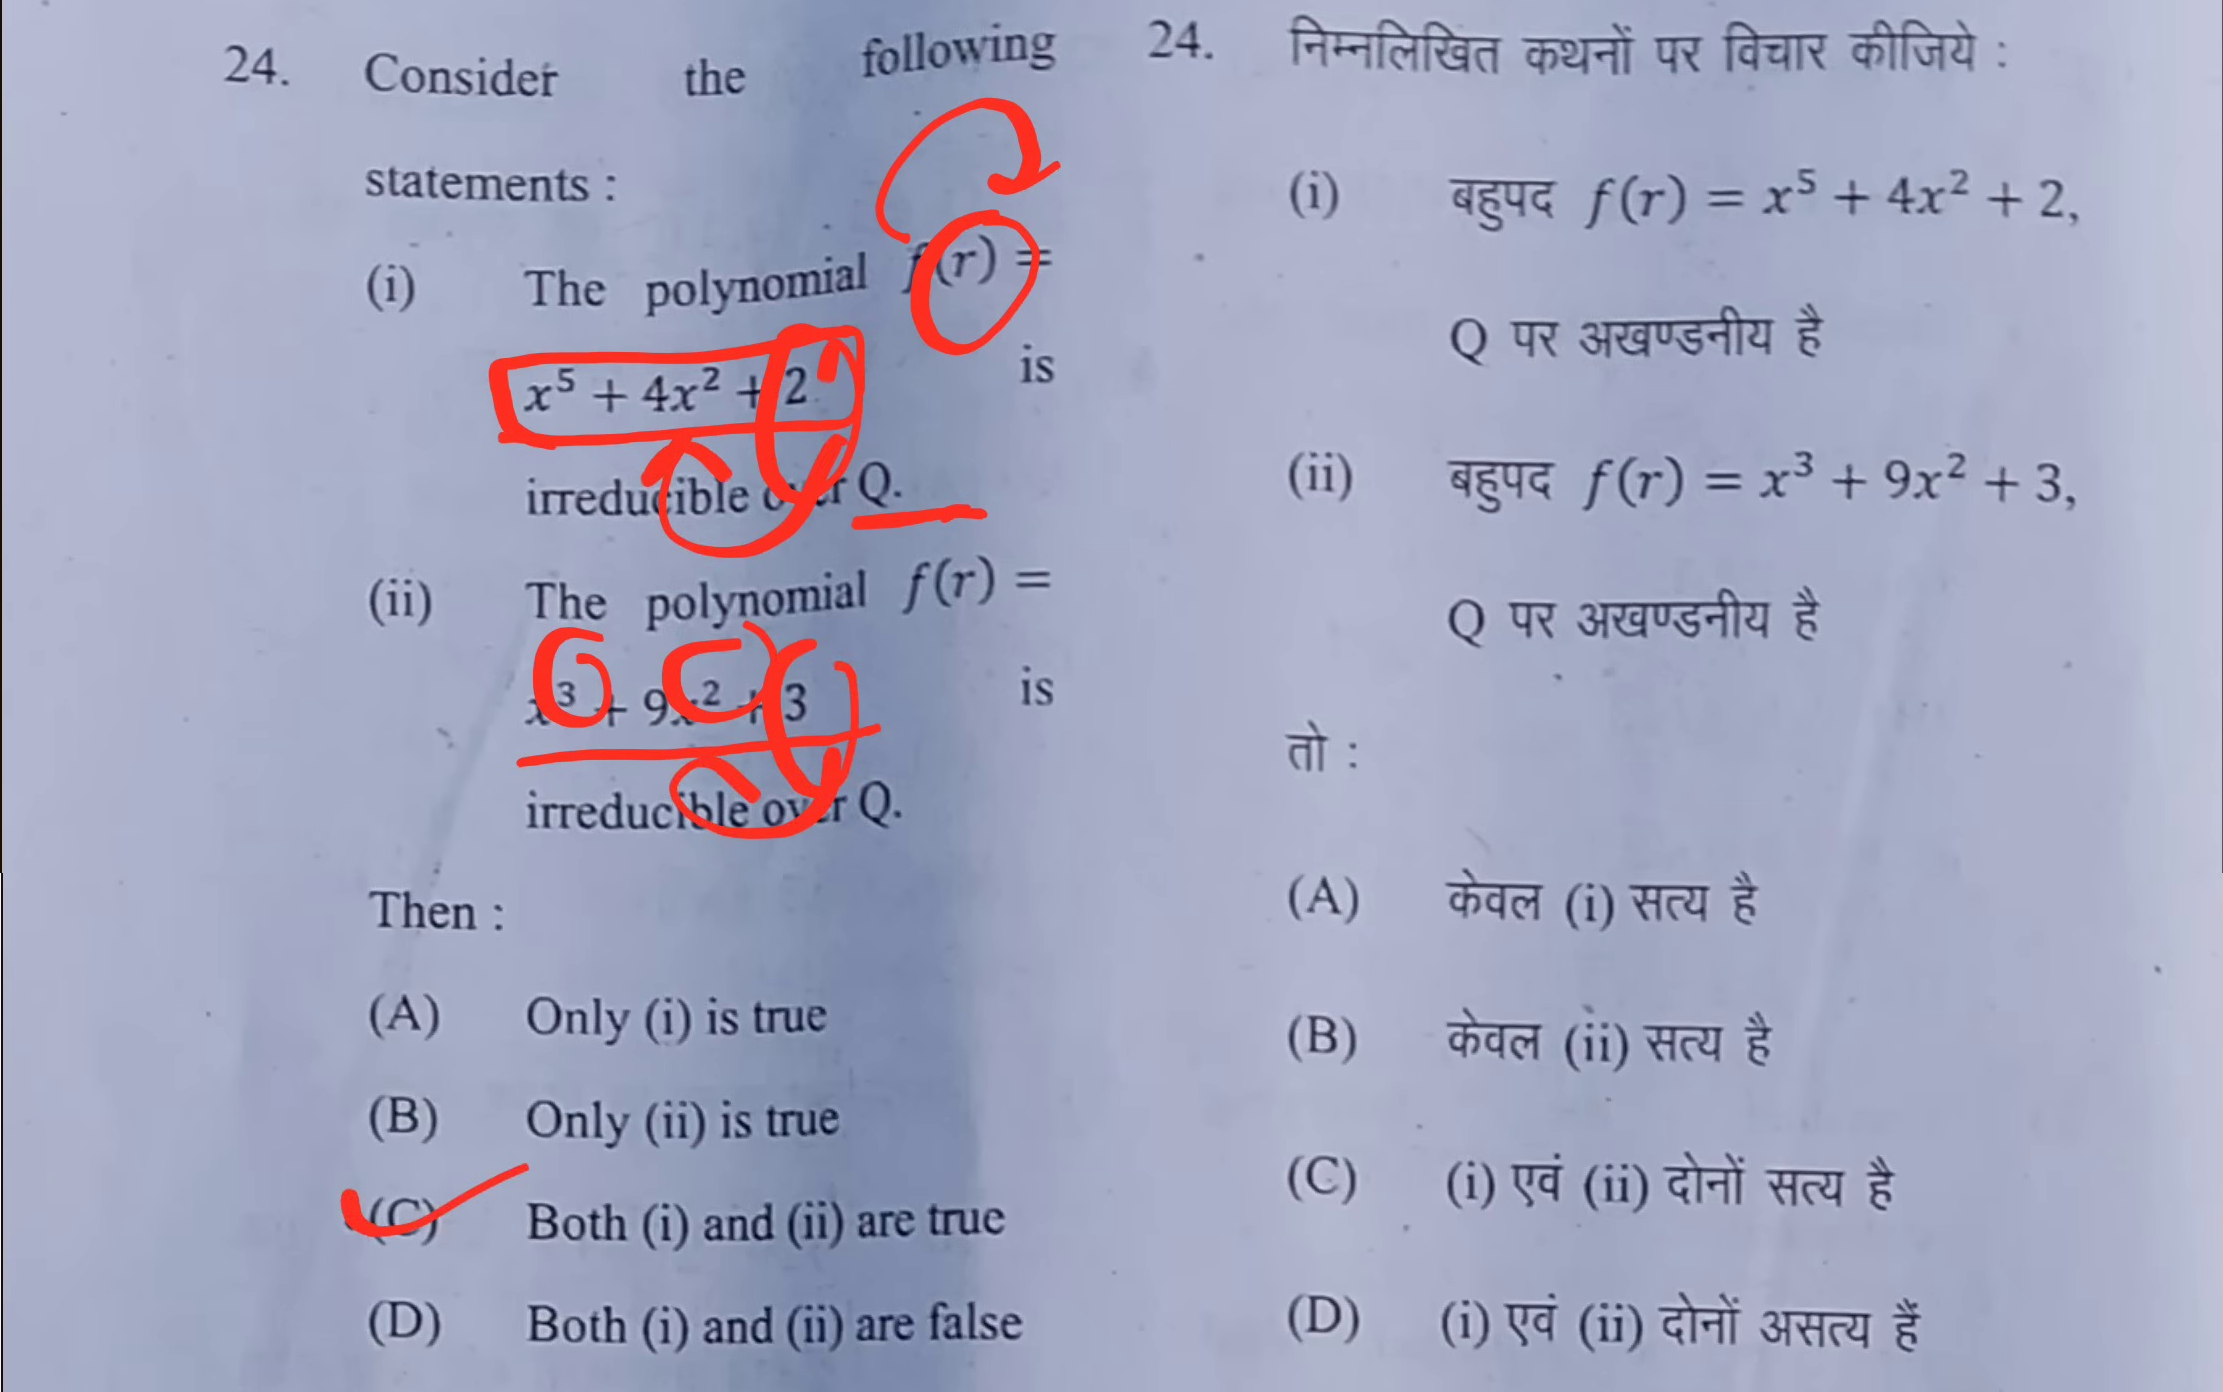 24. Consider the following
statements :
(i) The polynomial f(r) =
x⁵ + 4x² + 2 is
irreducible over Q.
(ii) The polynomial f(r) =
x³ + 9x² + 3 is
irreducible over Q.
Then :
(A) Only (i) is true
(B) Only (ii) is true
(C) Both (i) and (ii) are true
(D) Both (i) and (ii) are false
24. निम्नलिखित कथनों पर विचार कीजिये :
(i) बहुपद f(r) = x⁵ + 4x² + 2,
Q पर अखण्डनीय है
(ii) बहुपद f(r) = x³ + 9x² + 3,
Q पर अखण्डनीय है
तो :
(A) केवल (i) सत्य है
(B) केवल (ii) सत्य है
(C) (i) एवं (ii) दोनों सत्य है
(D) (i) एवं (ii) दोनों असत्य हैं